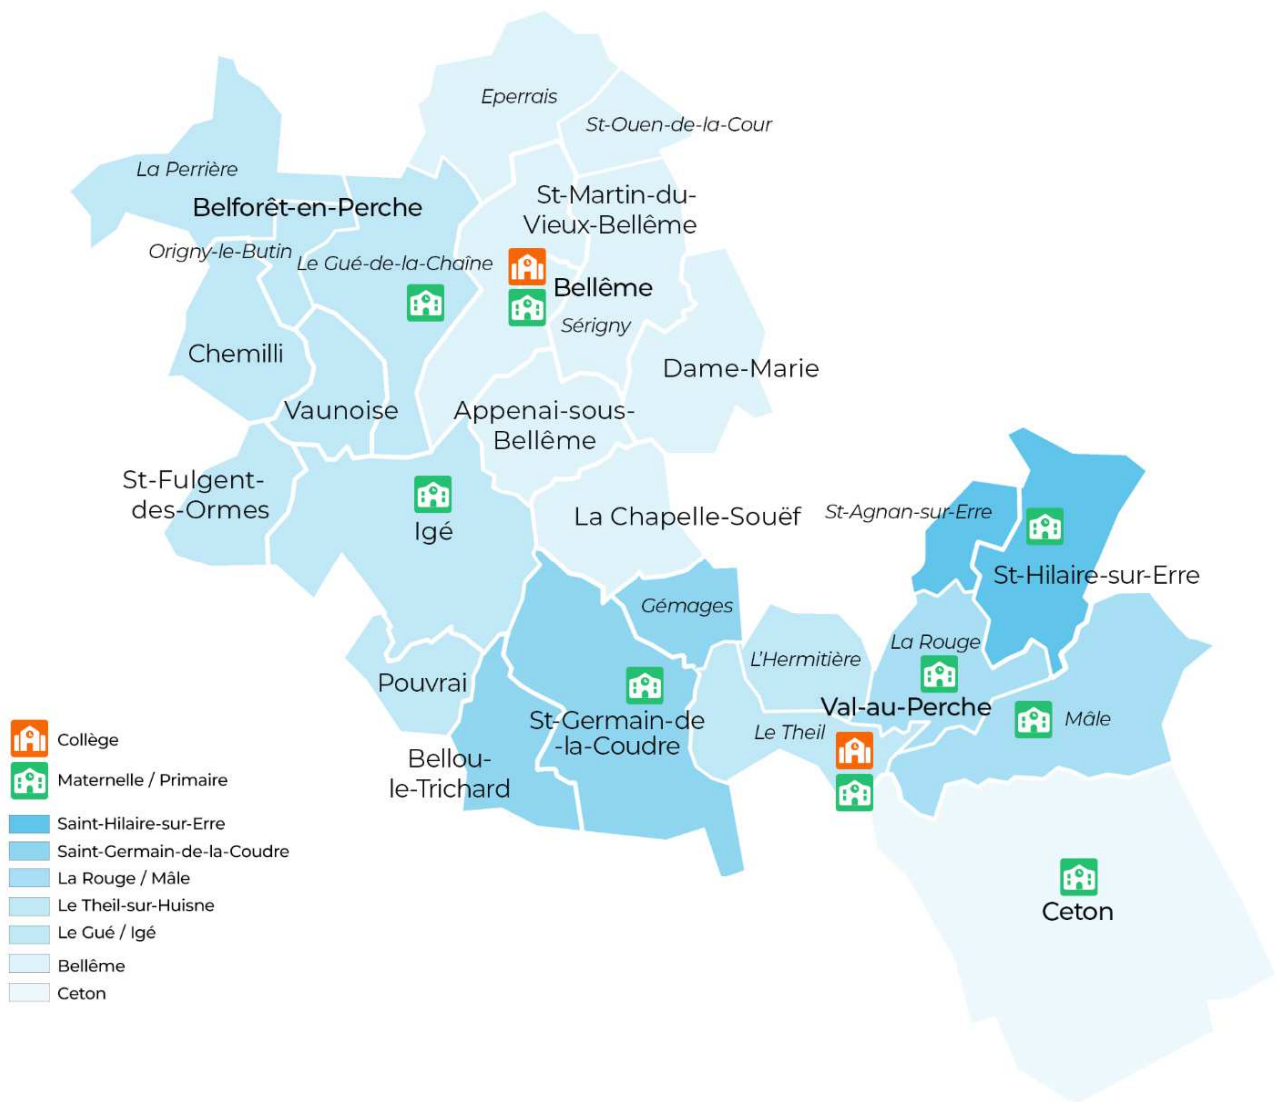 Eperrais
St-Ouen-de-la-Cour
La Perrière
Belforêt-en-Perche
St-Martin-du-
Vieux-Bellême
Origny-le-Butin
Le Gué-de-la-Chaîne
Bellême
Sérigny
Chemilli
Dame-Marie
Vaunoise
Appenai-sous-
Bellême
St-Fulgent-
des-Ormes
Igé
La Chapelle-Souëf
St-Agnan-sur-Erre
St-Hilaire-sur-Erre
Gémages
La Rouge
L'Hermitière
Pouvrai
Val-au-Perche
St-Germain-de
-la-Coudre
Le Theil
Mâle
Bellou-
le-Trichard
Ceton
Collège
Maternelle / Primaire
Saint-Hilaire-sur-Erre
Saint-Germain-de-la-Coudre
La Rouge / Mâle
Le Theil-sur-Huisne
Le Gué / Igé
Bellême
Ceton